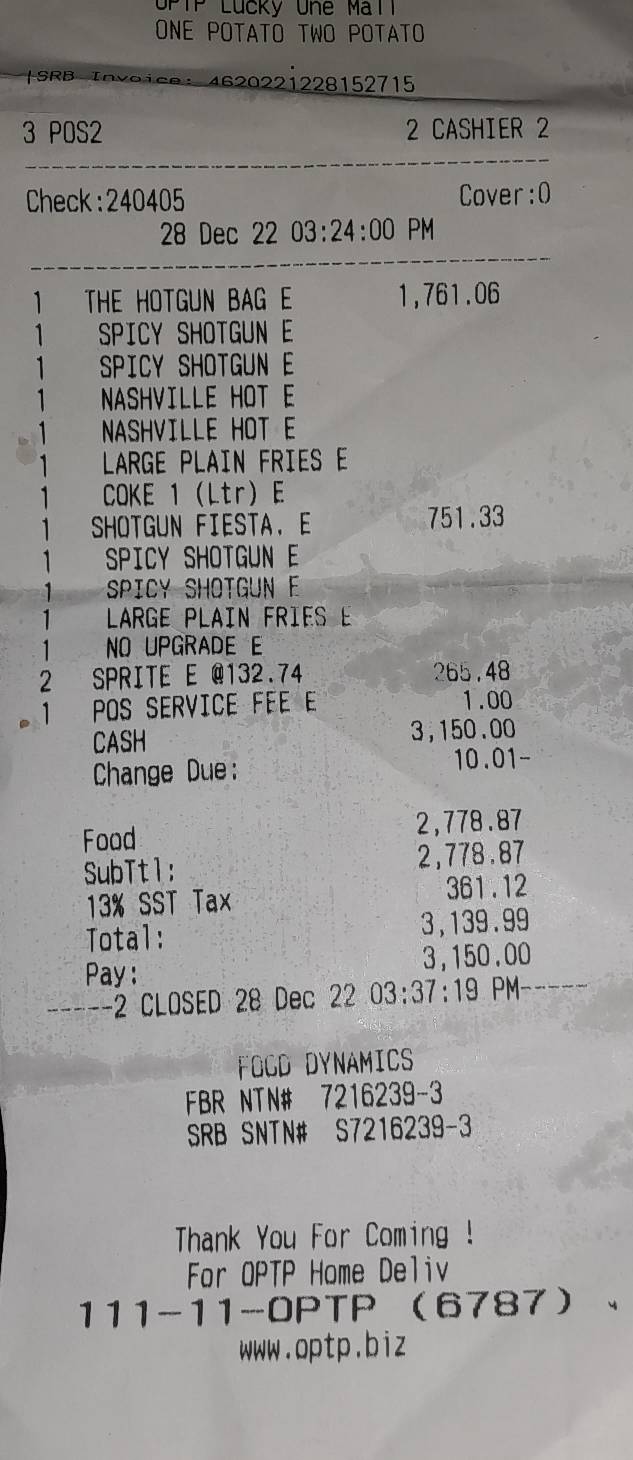 OPTP Lucky One Mall
ONE POTATO TWO POTATO
SRB Invoice: 4620221228152715
3 POS2 2 CASHIER 2
Check:240405 Cover:0
28 Dec 22 03:24:00 PM
1 THE HOTGUN BAG E 1,761.06
1 SPICY SHOTGUN E
1 SPICY SHOTGUN E
1 NASHVILLE HOT E
1 NASHVILLE HOT E
1 LARGE PLAIN FRIES E
1 COKE 1 (Ltr) E
1 SHOTGUN FIESTA. E 751.33
1 SPICY SHOTGUN E
1 SPICY SHOTGUN E
1 LARGE PLAIN FRIES E
1 NO UPGRADE E
2 SPRITE E @132.74 265.48
1 POS SERVICE FEE E 1.00
CASH 3,150.00
Change Due: 10.01-
Food 2,778.87
SubTtl: 2,778.87
13% SST Tax 361.12
Total: 3,139.99
Pay: 3,150.00
-----2 CLOSED 28 Dec 22 03:37:19 PM-----
FOOD DYNAMICS
FBR NTN# 7216239-3
SRB SNTN# S7216239-3
Thank You For Coming !
For OPTP Home Deliv
111-11-OPTP (6787)
www.optp.biz